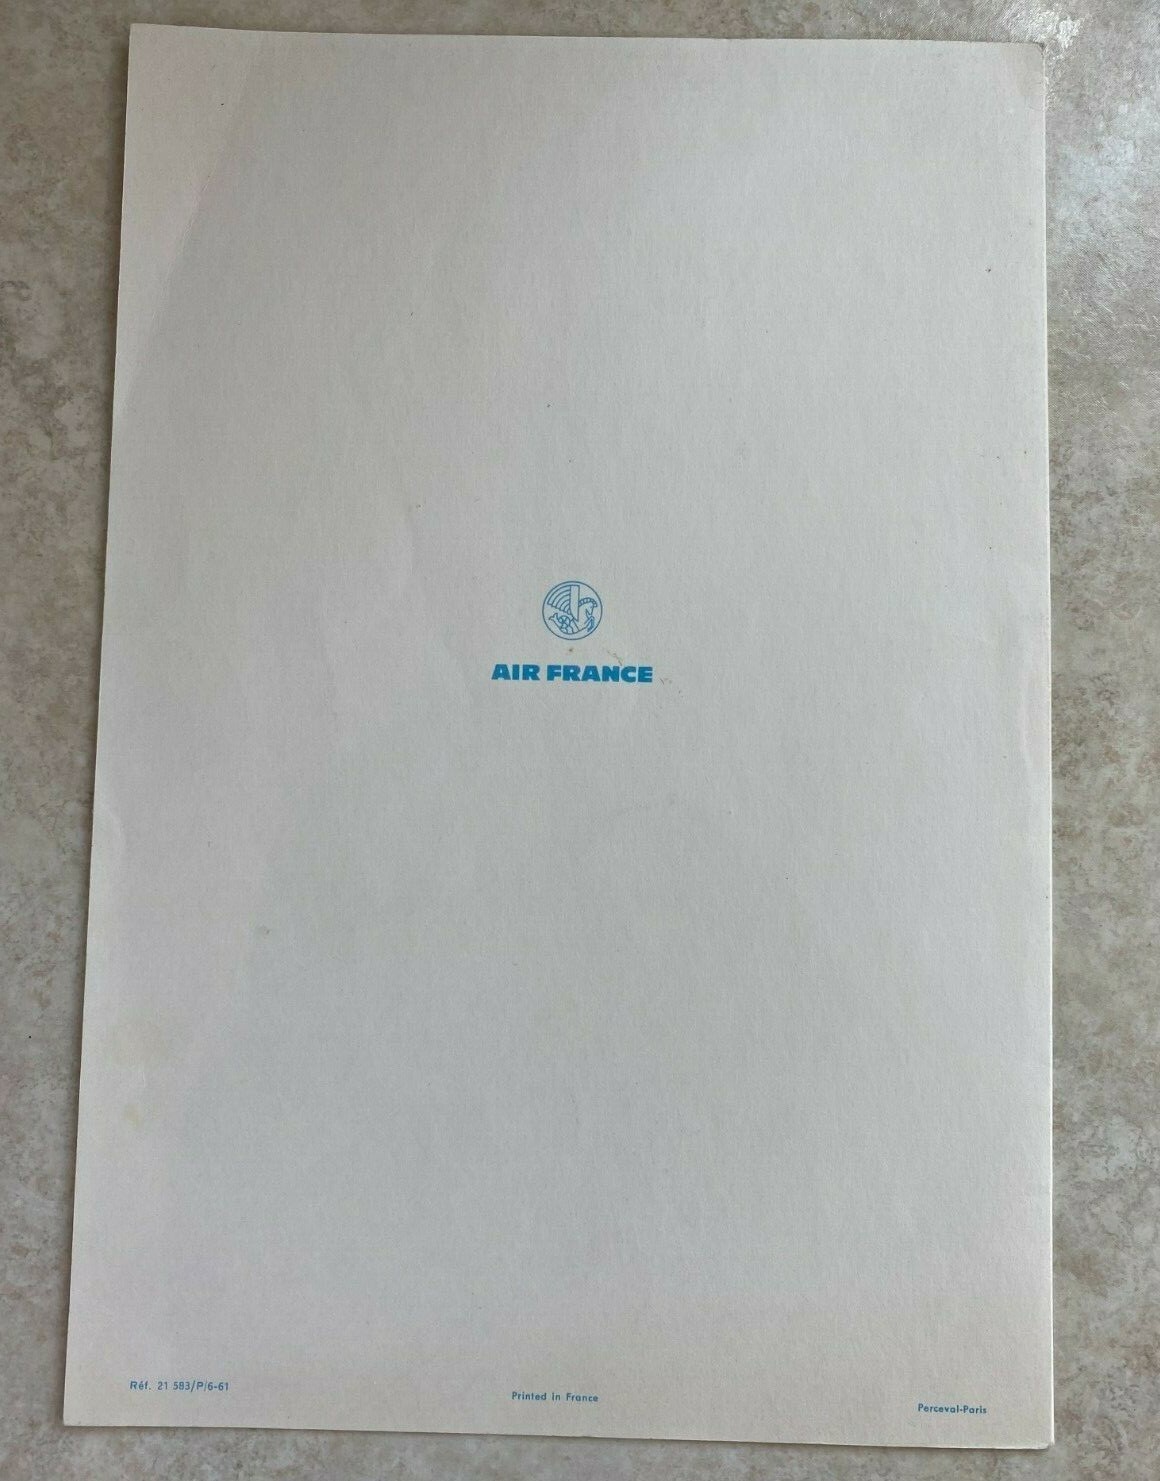 AIR FRANCE
Réf. 21 583/P/6-61
Printed in France
Perceval-Paris